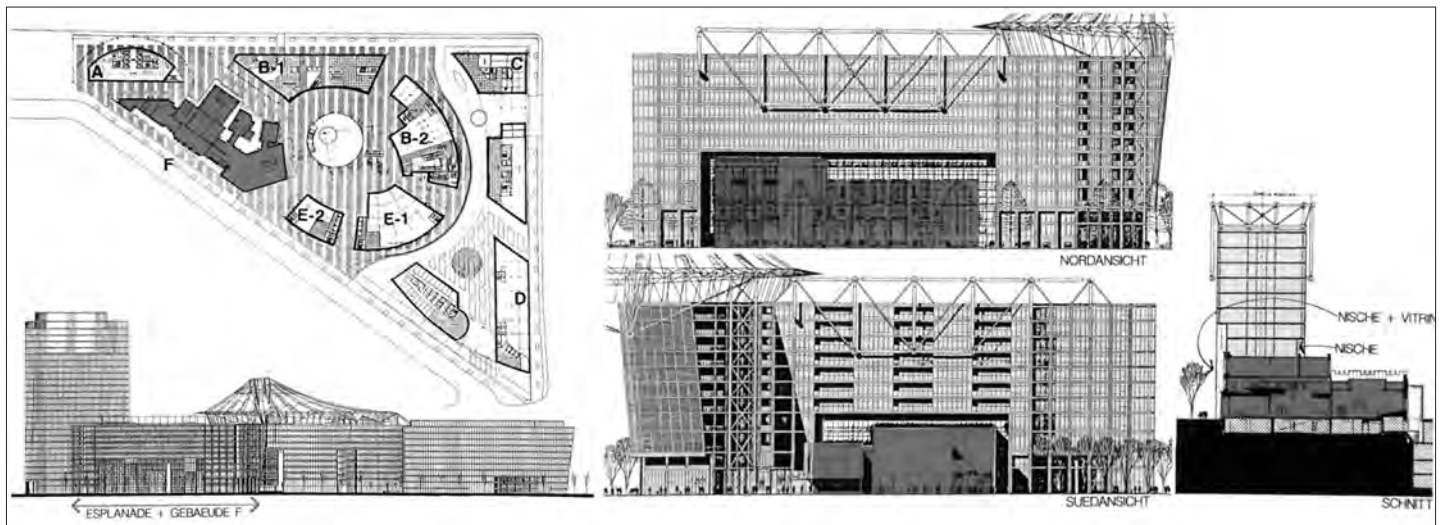 A
B-1
C
B-2
F
E-2
E-1
D
ESPLANADE + GEBAEUDE F
NORDANSICHT
SUEDANSICHT
NISCHE + VITRIN
NISCHE
SCHNITT